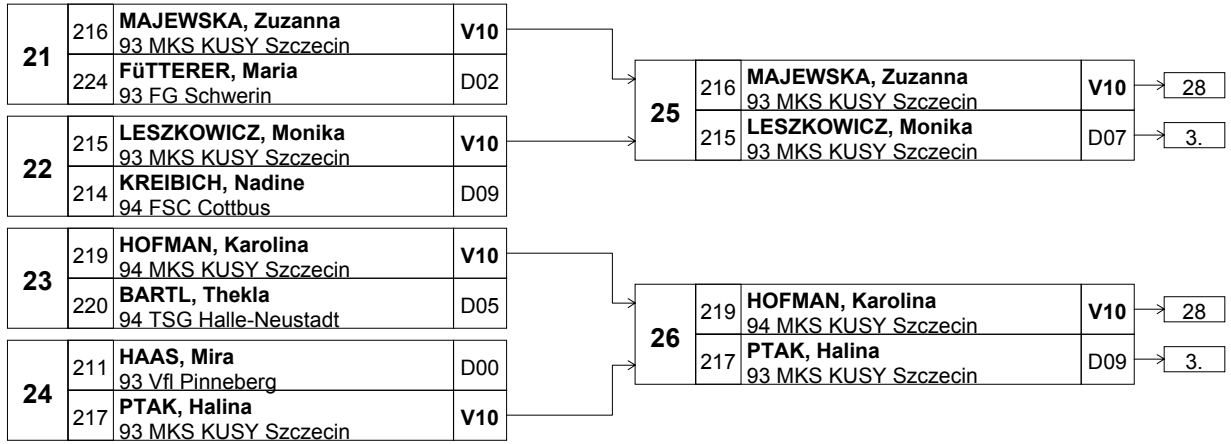 21
216 MAJEWSKA, Zuzanna V10
93 MKS KUSY Szczecin
224 FüTTERER, Maria D02
93 FG Schwerin
22
215 LESZKOWICZ, Monika V10
93 MKS KUSY Szczecin
214 KREIBICH, Nadine D09
94 FSC Cottbus
23
219 HOFMAN, Karolina V10
94 MKS KUSY Szczecin
220 BARTL, Thekla D05
94 TSG Halle-Neustadt
24
211 HAAS, Mira D00
93 Vfl Pinneberg
217 PTAK, Halina V10
93 MKS KUSY Szczecin
25
216 MAJEWSKA, Zuzanna V10 28
93 MKS KUSY Szczecin
215 LESZKOWICZ, Monika D07 3.
93 MKS KUSY Szczecin
26
219 HOFMAN, Karolina V10 28
94 MKS KUSY Szczecin
217 PTAK, Halina D09 3.
93 MKS KUSY Szczecin